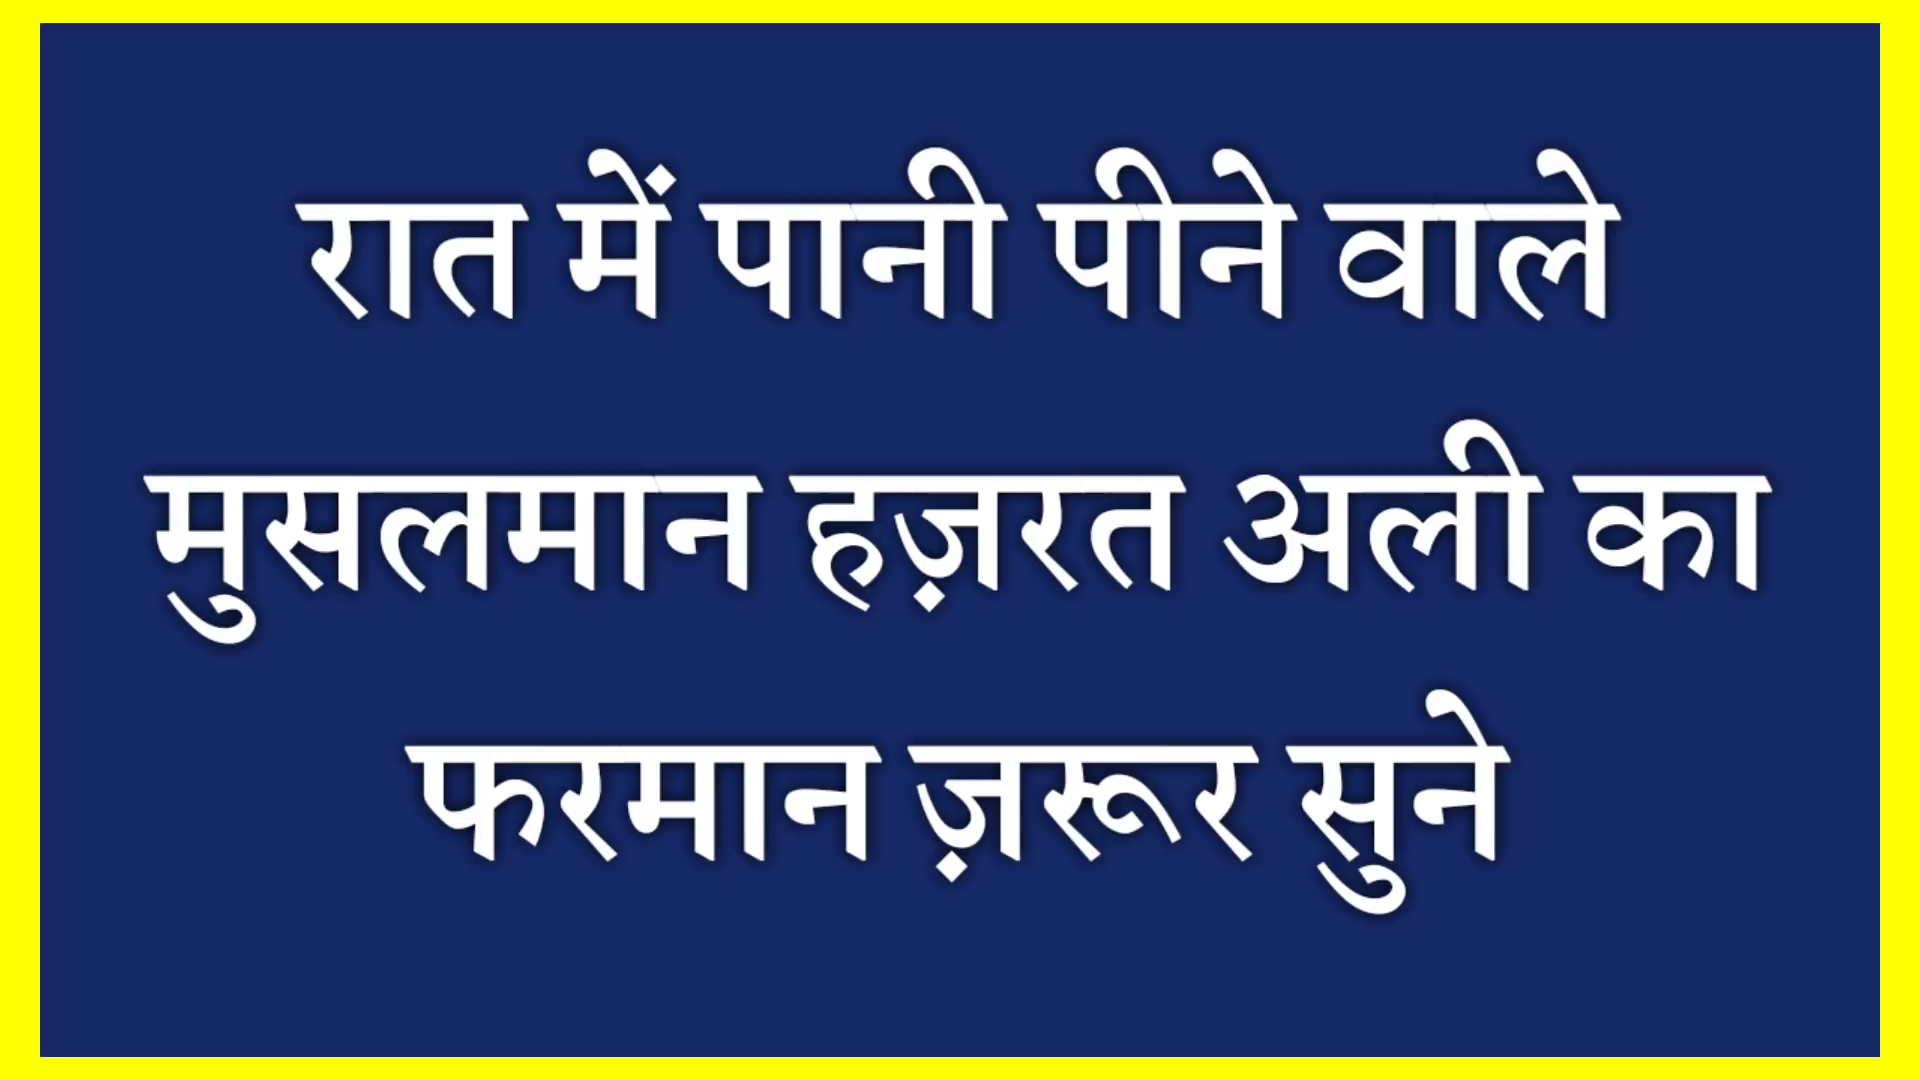 रात में पानी पीने वाले
मुसलमान हज़रत अली का
फरमान ज़रूर सुने